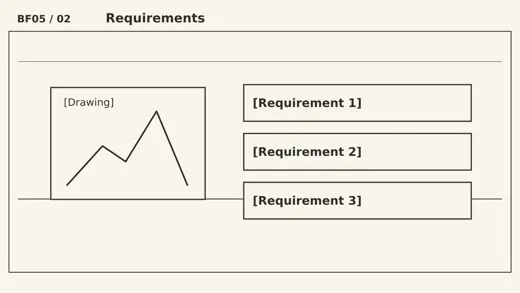 BF05 / 02 Requirements
[Drawing]
[Requirement 1]
[Requirement 2]
[Requirement 3]